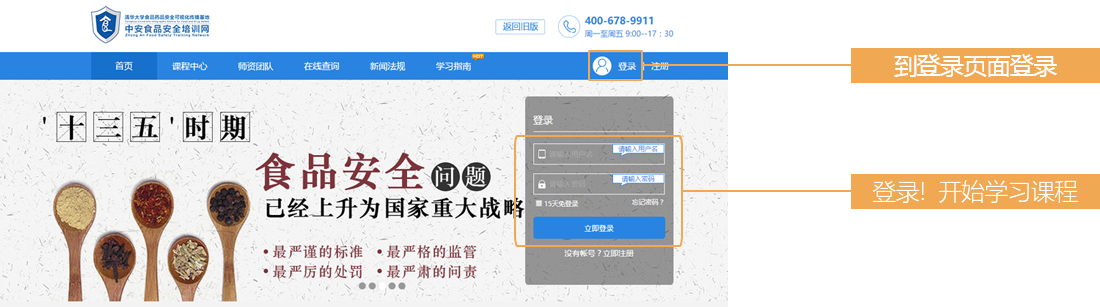 清华大学食品药品安全可视化传播基地
中安食品安全培训网
Zhong An Food Safety Training Network
返回旧版
400-678-9911
周一至周五 9:00--17:30
首页
课程中心
师资团队
在线查询
新闻法规
学习指南
HOT
登录
注册
到登录页面登录
'十三五'时期
食品安全问题
已经上升为国家重大战略
• 最严谨的标准 • 最严格的监管
• 最严厉的处罚 • 最严肃的问责
登录
请输入用户名
请输入用户名
请输入密码
请输入密码
15天免登录
忘记密码？
立即登录
没有帐号？立即注册
登录！开始学习课程